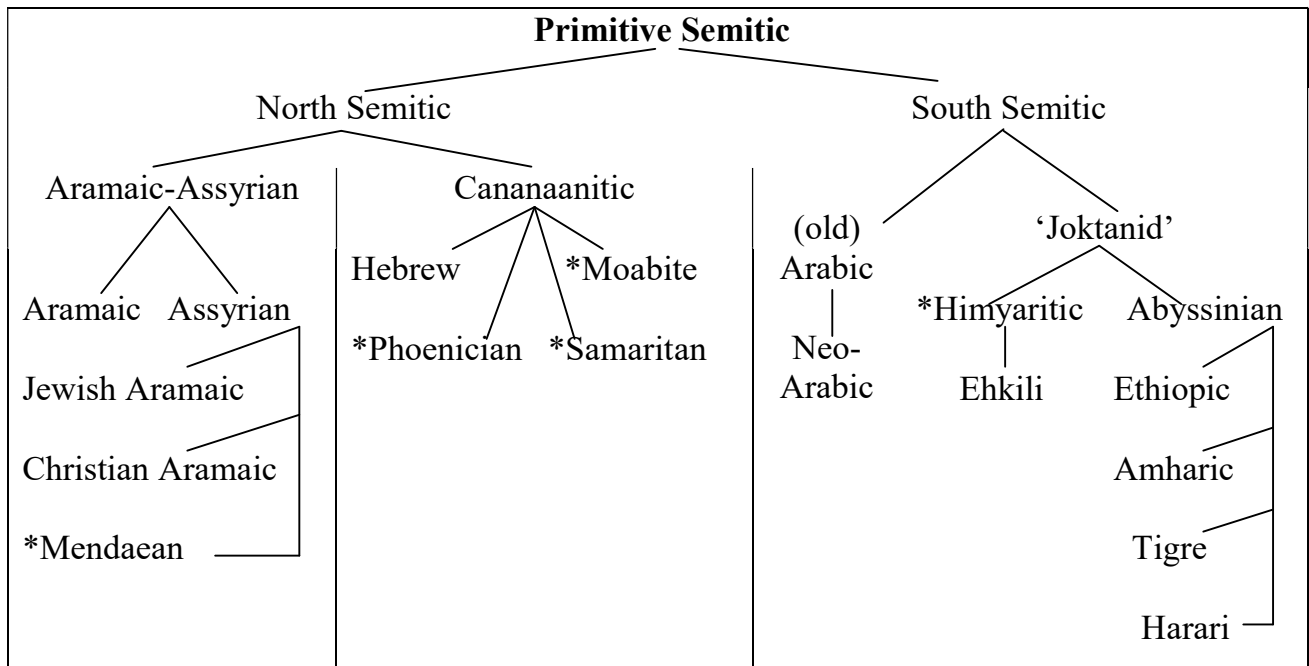 Primitive Semitic
North Semitic
South Semitic
Aramaic-Assyrian
Cananaanitic
(old)
Arabic
‘Joktanid’
Hebrew
*Moabite
Aramaic
Assyrian
*Himyaritic
Abyssinian
*Phoenician
*Samaritan
Neo-
Arabic
Jewish Aramaic
Ehkili
Ethiopic
Christian Aramaic
Amharic
*Mendaean
Tigre
Harari